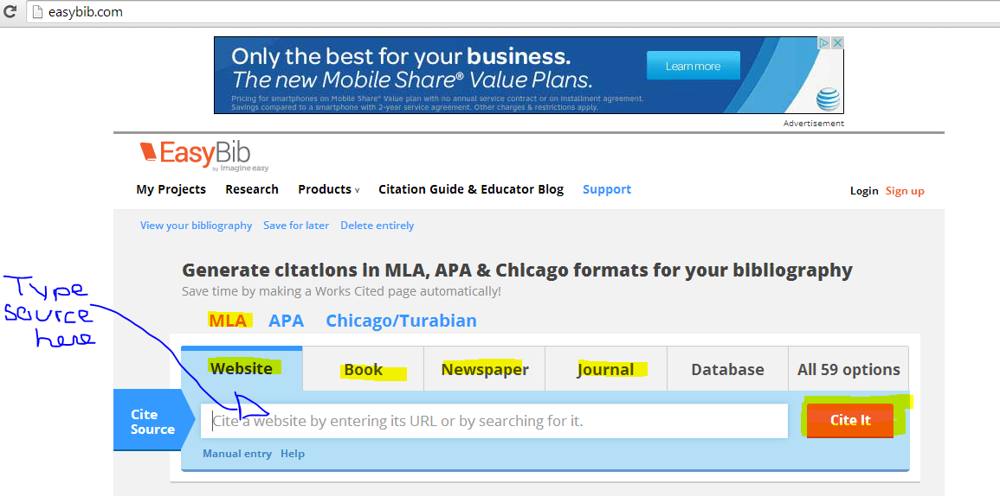 easybib.com
Only the best for your business.
The new Mobile Share® Value Plans.
Learn more
Pricing for smartphones on Mobile Share® Value plan with no annual service contract or on installment agreement.
Savings compared to a smartphone with 2-year service agreement. Other charges & restrictions apply.
at&t
Advertisement
EasyBib
by imagine easy
My Projects Research Products v Citation Guide & Educator Blog Support
Login Sign up
View your bibliography Save for later Delete entirely
Generate citations in MLA, APA & Chicago formats for your bibliography
Save time by making a Works Cited page automatically!
Type
source
here
MLA APA Chicago/Turabian
Website Book Newspaper Journal Database All 59 options
Cite
Source
Cite a website by entering its URL or by searching for it.
Cite It
Manual entry Help